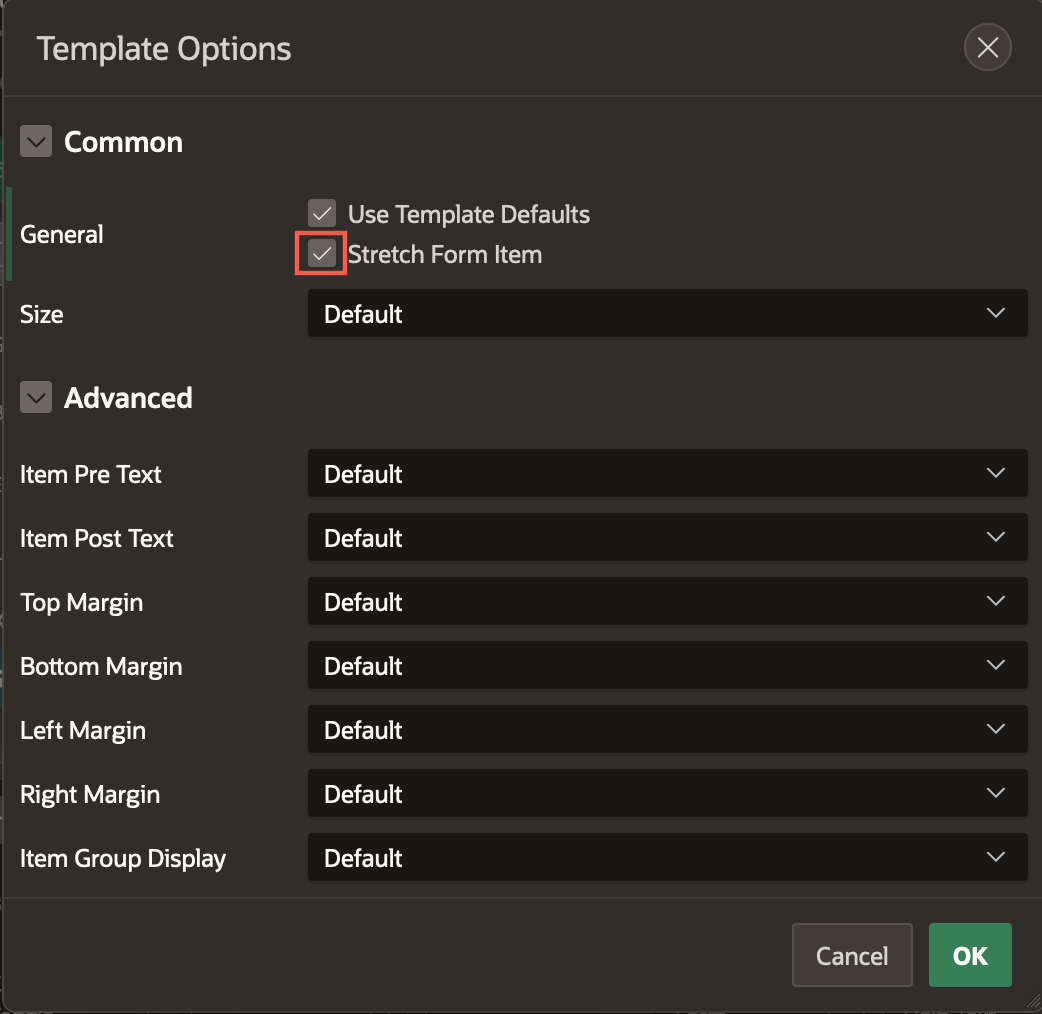 Template Options
Common
General
Use Template Defaults
Stretch Form Item
Size
Default
Advanced
Item Pre Text
Default
Item Post Text
Default
Top Margin
Default
Bottom Margin
Default
Left Margin
Default
Right Margin
Default
Item Group Display
Default
Cancel
OK